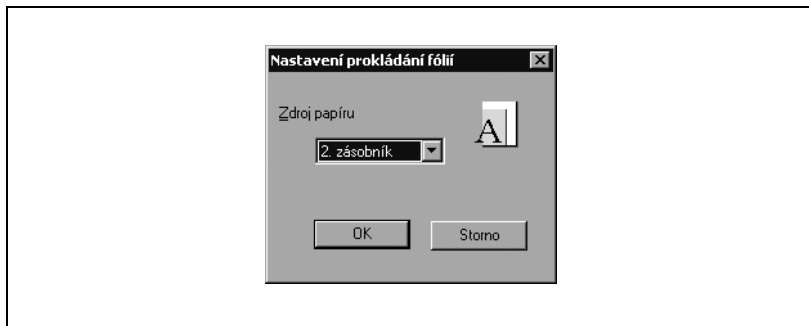 Nastavení prokládání fólií
Zdroj papíru
A
2. zásobník
OK Storno